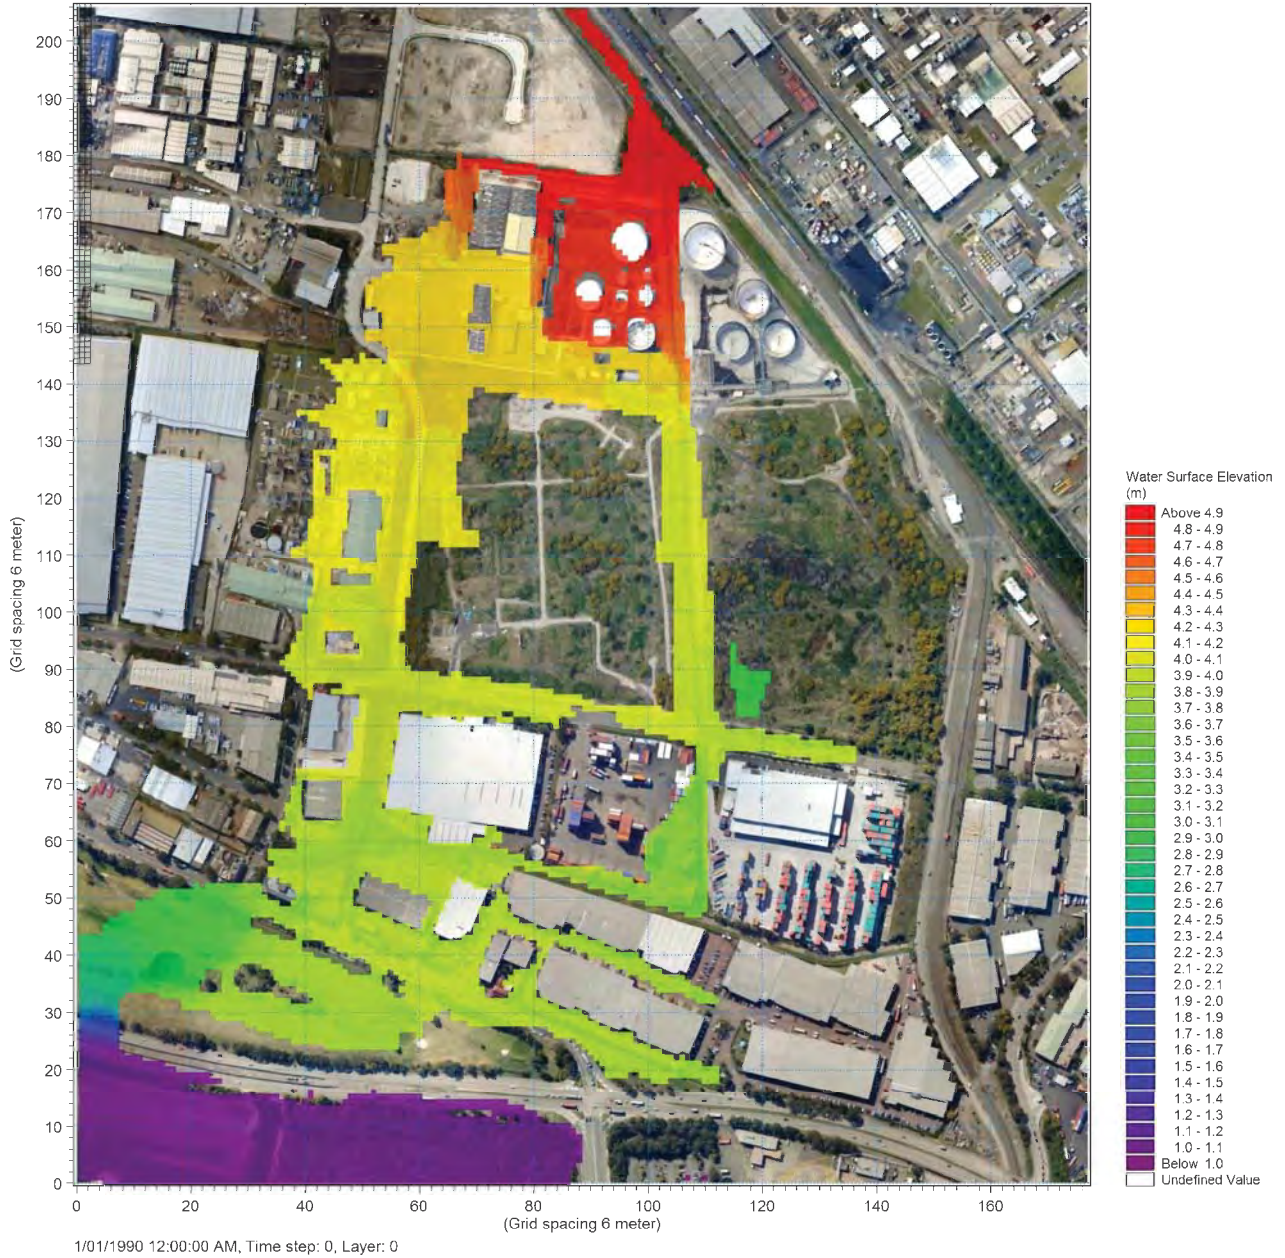 200
190
180
170
160
150
140
130
120
110
100
90
80
70
60
50
40
30
20
10
0
(Grid spacing 6 meter)
0 20 40 60 80 100 120 140 160
(Grid spacing 6 meter)
1/01/1990 12:00:00 AM, Time step: 0, Layer: 0
Water Surface Elevation
(m)
Above 4.9
4.8 - 4.9
4.7 - 4.8
4.6 - 4.7
4.5 - 4.6
4.4 - 4.5
4.3 - 4.4
4.2 - 4.3
4.1 - 4.2
4.0 - 4.1
3.9 - 4.0
3.8 - 3.9
3.7 - 3.8
3.6 - 3.7
3.5 - 3.6
3.4 - 3.5
3.3 - 3.4
3.2 - 3.3
3.1 - 3.2
3.0 - 3.1
2.9 - 3.0
2.8 - 2.9
2.7 - 2.8
2.6 - 2.7
2.5 - 2.6
2.4 - 2.5
2.3 - 2.4
2.2 - 2.3
2.1 - 2.2
2.0 - 2.1
1.9 - 2.0
1.8 - 1.9
1.7 - 1.8
1.6 - 1.7
1.5 - 1.6
1.4 - 1.5
1.3 - 1.4
1.2 - 1.3
1.1 - 1.2
1.0 - 1.1
Below 1.0
Undefined Value